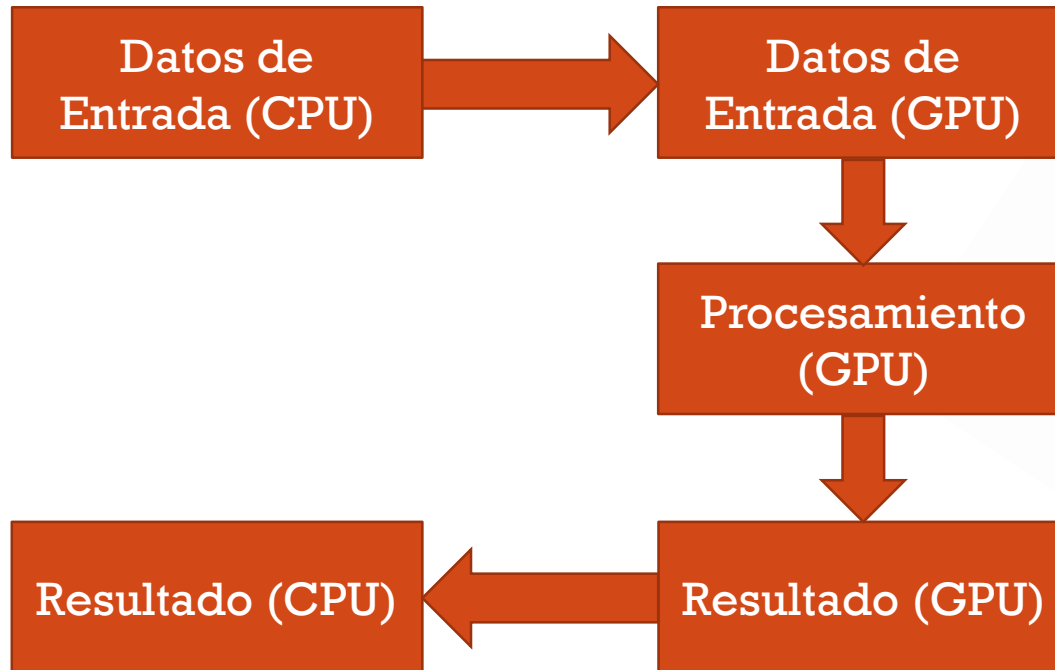 Datos de
Entrada (CPU)
Datos de
Entrada (GPU)
Procesamiento
(GPU)
Resultado (CPU)
Resultado (GPU)